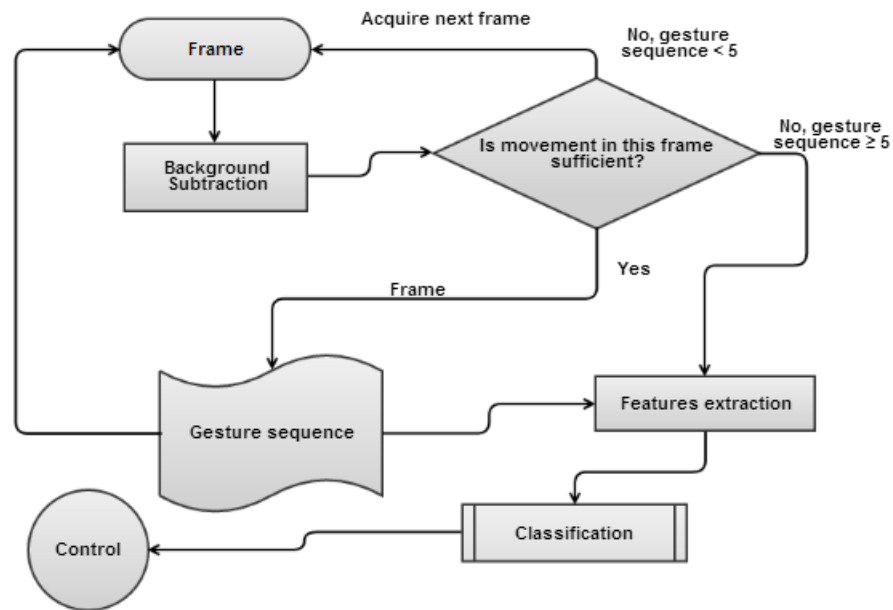 Acquire next frame
No, gesture
sequence < 5
Frame
No, gesture
sequence ≥ 5
Is movement in this frame
sufficient?
Background
Subtraction
Yes
Frame
Gesture sequence
Features extraction
Classification
Control